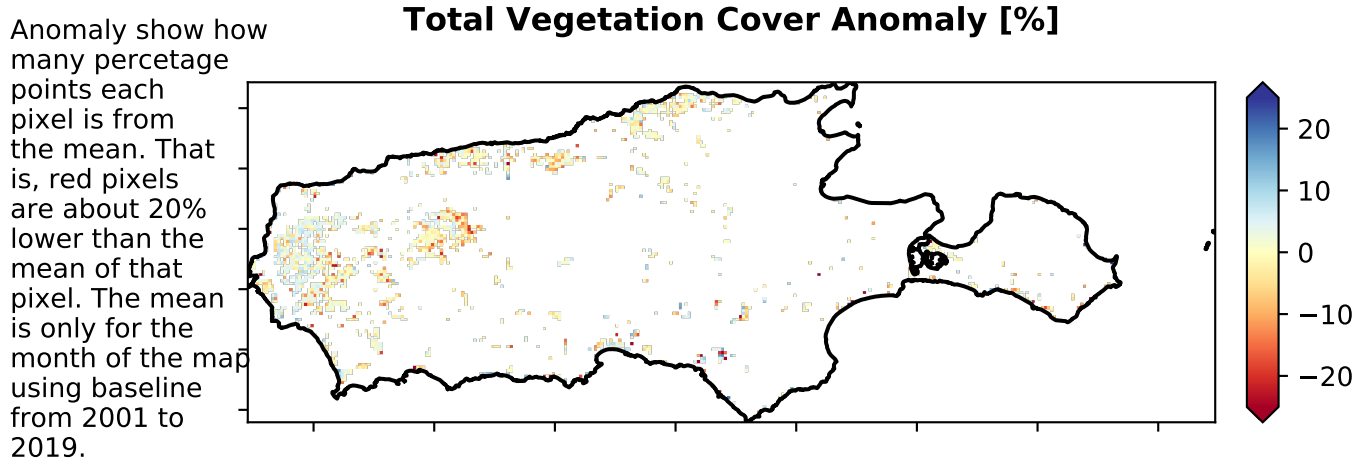 Total Vegetation Cover Anomaly [%]
Anomaly show how
many percetage
points each
pixel is from
the mean. That
is, red pixels
are about 20%
lower than the
mean of that
pixel. The mean
is only for the
month of the map
using baseline
from 2001 to
2019.
20
10
0
−10
−20